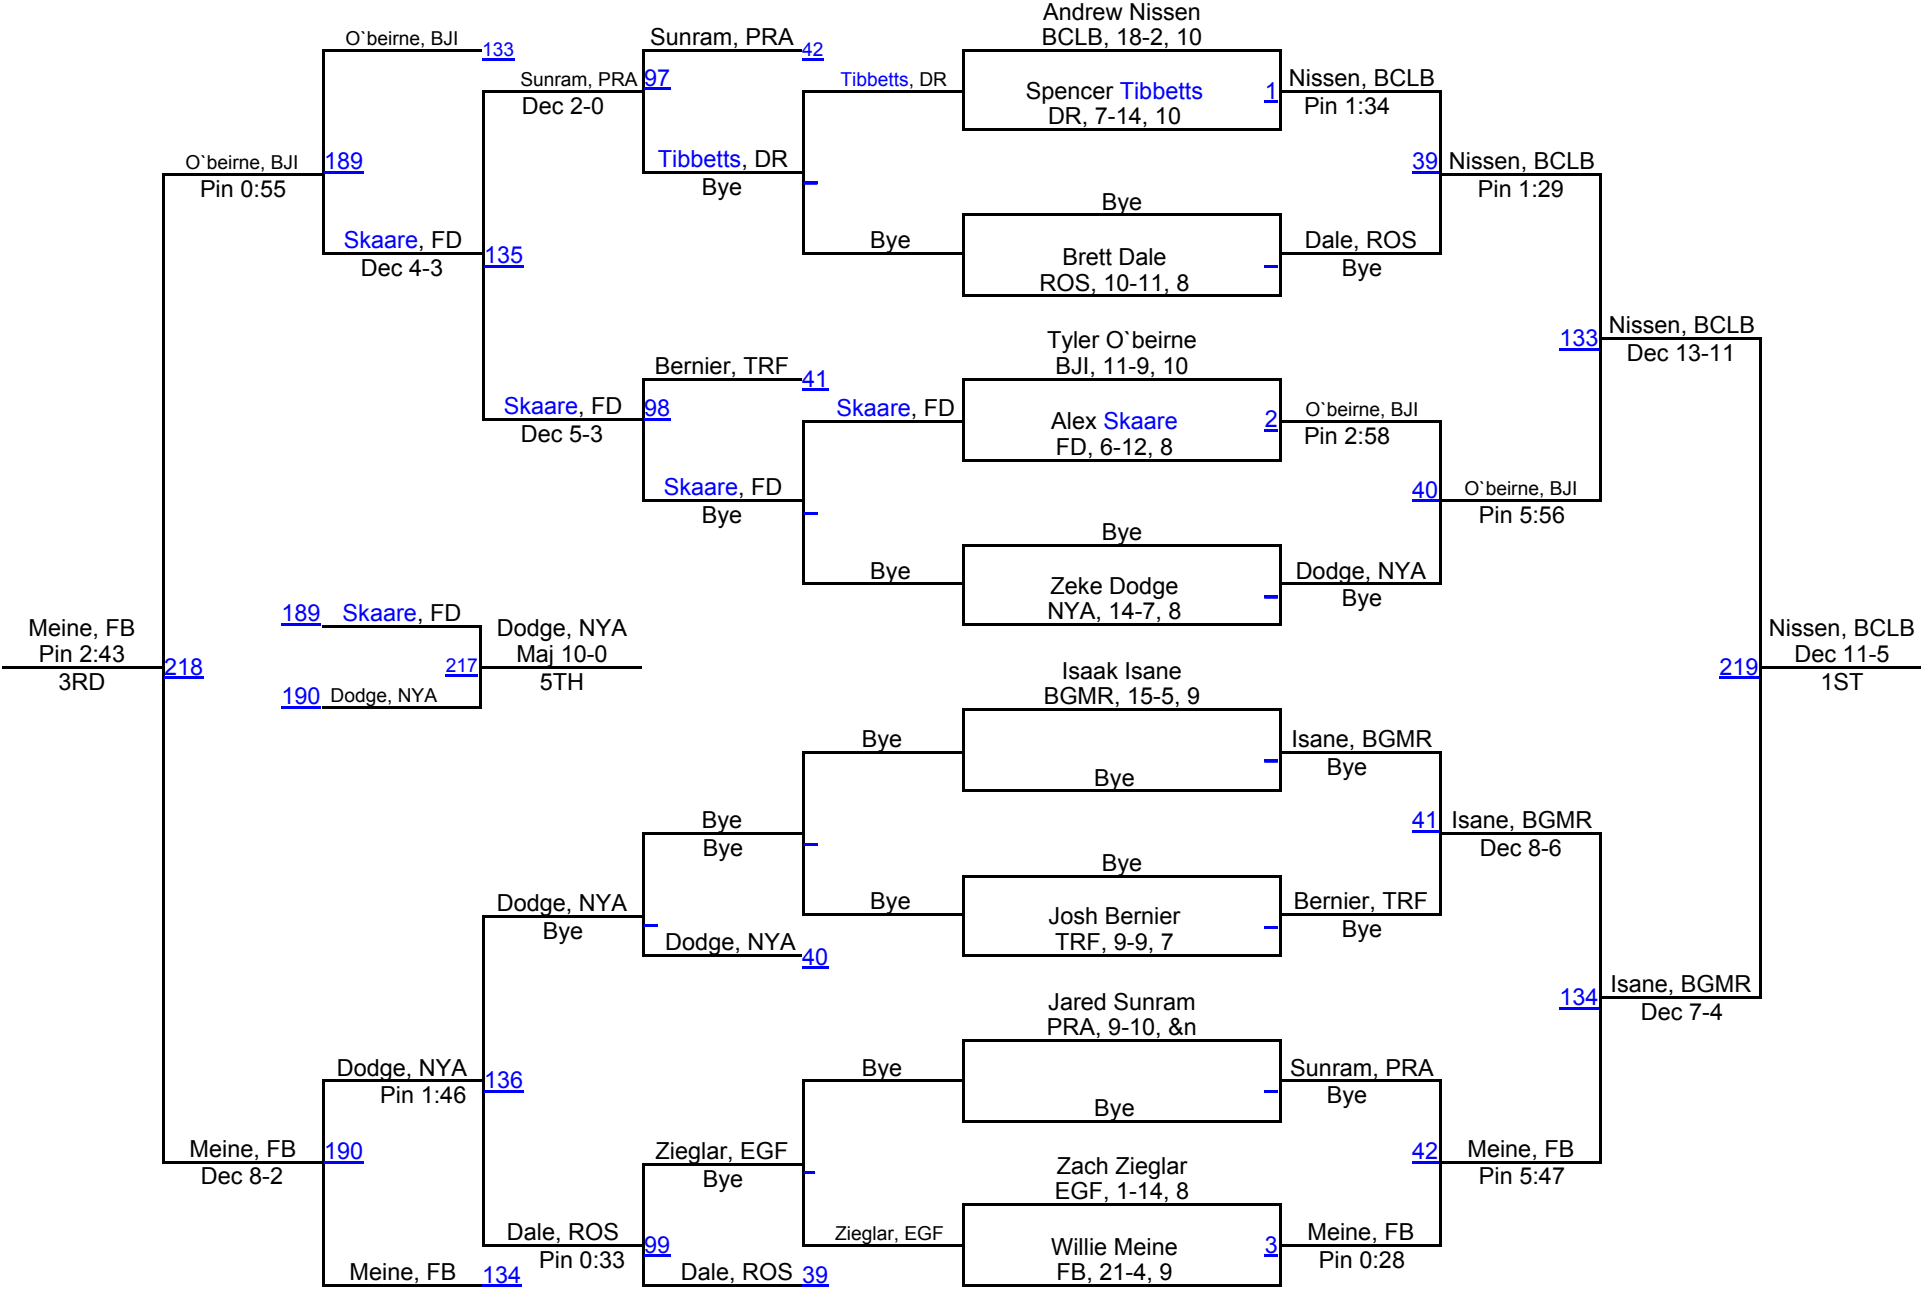 Andrew Nissen
BCLB, 18-2, 10
O`beirne, BJI
133
Sunram, PRA
42
Sunram, PRA
97
Dec 2-0
Tibbetts, DR
Spencer Tibbetts
DR, 7-14, 10
1
Nissen, BCLB
Pin 1:34
O`beirne, BJI
189
Pin 0:55
Tibbetts, DR
Bye
39
Nissen, BCLB
Pin 1:29
Bye
Skaare, FD
135
Dec 4-3
Bye
Brett Dale
ROS, 10-11, 8
Dale, ROS
Bye
Tyler O`beirne
BJI, 11-9, 10
133
Nissen, BCLB
Dec 13-11
Bernier, TRF
41
Skaare, FD
98
Dec 5-3
Skaare, FD
Alex Skaare
FD, 6-12, 8
2
O`beirne, BJI
Pin 2:58
Skaare, FD
Bye
40
O`beirne, BJI
Pin 5:56
Bye
Bye
Zeke Dodge
NYA, 14-7, 8
Dodge, NYA
Bye
189
Skaare, FD
Meine, FB
Pin 2:43
3RD
218
217
Dodge, NYA
Maj 10-0
5TH
190
Dodge, NYA
219
Nissen, BCLB
Dec 11-5
1ST
Isaak Isane
BGMR, 15-5, 9
Bye
Bye
Isane, BGMR
Bye
Bye
Bye
41
Isane, BGMR
Dec 8-6
Bye
Dodge, NYA
Bye
Dodge, NYA
40
Bye
Josh Bernier
TRF, 9-9, 7
Bernier, TRF
Bye
Jared Sunram
PRA, 9-10, &n
134
Isane, BGMR
Dec 7-4
Dodge, NYA
136
Pin 1:46
Bye
Bye
Sunram, PRA
Bye
Meine, FB
190
Dec 8-2
Zieglar, EGF
Bye
42
Meine, FB
Pin 5:47
Zach Zieglar
EGF, 1-14, 8
Dale, ROS
99
Pin 0:33
Zieglar, EGF
Willie Meine
FB, 21-4, 9
3
Meine, FB
Pin 0:28
Meine, FB
134
Dale, ROS
39